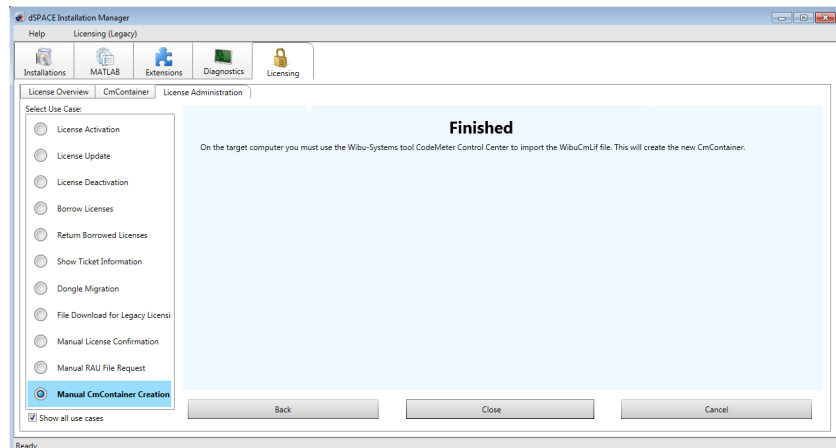 dSPACE Installation Manager
Help Licensing (Legacy)
Installations MATLAB Extensions Diagnostics Licensing
License Overview CmContainer License Administration
Select Use Case:
License Activation
License Update
License Deactivation
Borrow Licenses
Return Borrowed Licenses
Show Ticket Information
Dongle Migration
File Download for Legacy Licensi
Manual License Confirmation
Manual RAU File Request
Manual CmContainer Creation
Show all use cases
Finished
On the target computer you must use the Wibu-Systems tool CodeMeter Control Center to import the WibuCmLif file. This will create the new CmContainer.
Back Close Cancel
Ready